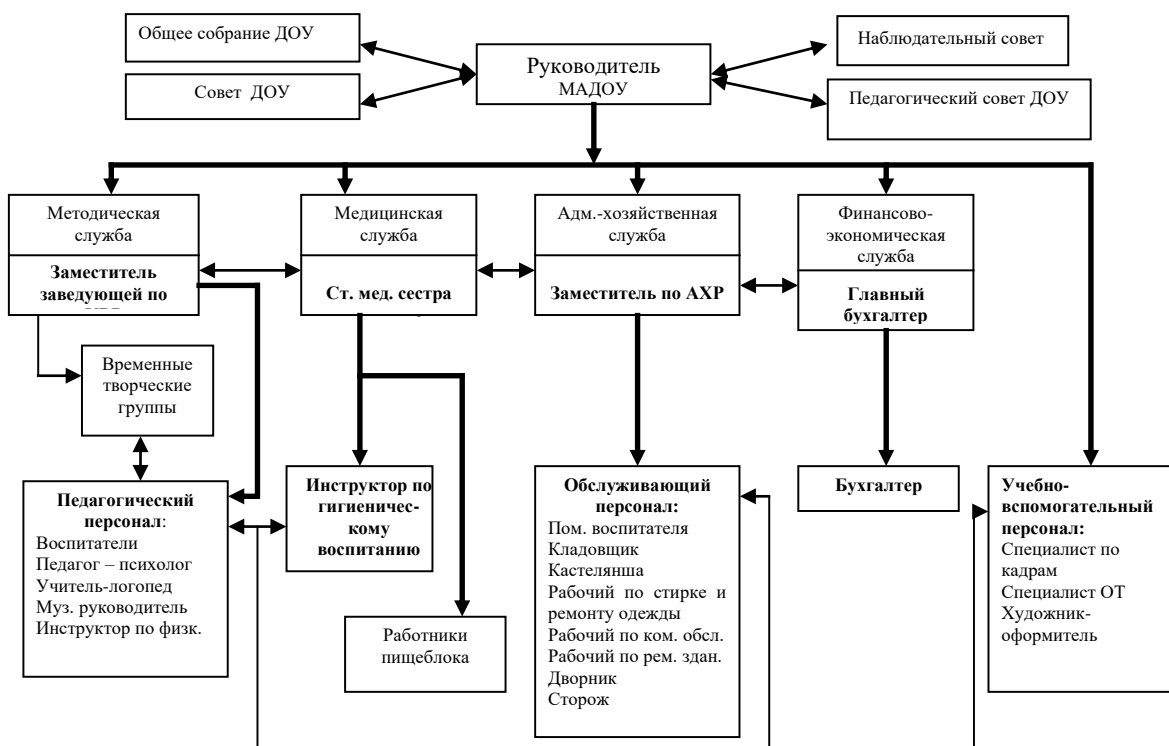 Общее собрание ДОУ
Совет ДОУ
Руководитель
МАДОУ
Наблюдательный совет
Педагогический совет ДОУ
Методическая
служба
Заместитель
заведующей по
Медицинская
служба
Ст. мед. сестра
Адм.-хозяйственная
служба
Заместитель по АХР
Финансово-
экономическая
служба
Главный
бухгалтер
Временные
творческие
группы
Педагогический
персонал:
Воспитатели
Педагог – психолог
Учитель-логопед
Муз. руководитель
Инструктор по физк.
Инструктор по
гигиеничес-
кому
воспитанию
Работники
пищеблока
Обслуживающий
персонал:
Пом. воспитателя
Кладовщик
Кастелянша
Рабочий по стирке и
ремонту одежды
Рабочий по ком. обсл.
Рабочий по рем. здан.
Дворник
Сторож
Бухгалтер
Учебно-
вспомогательный
персонал:
Специалист по
кадрам
Специалист ОТ
Художник-
оформитель